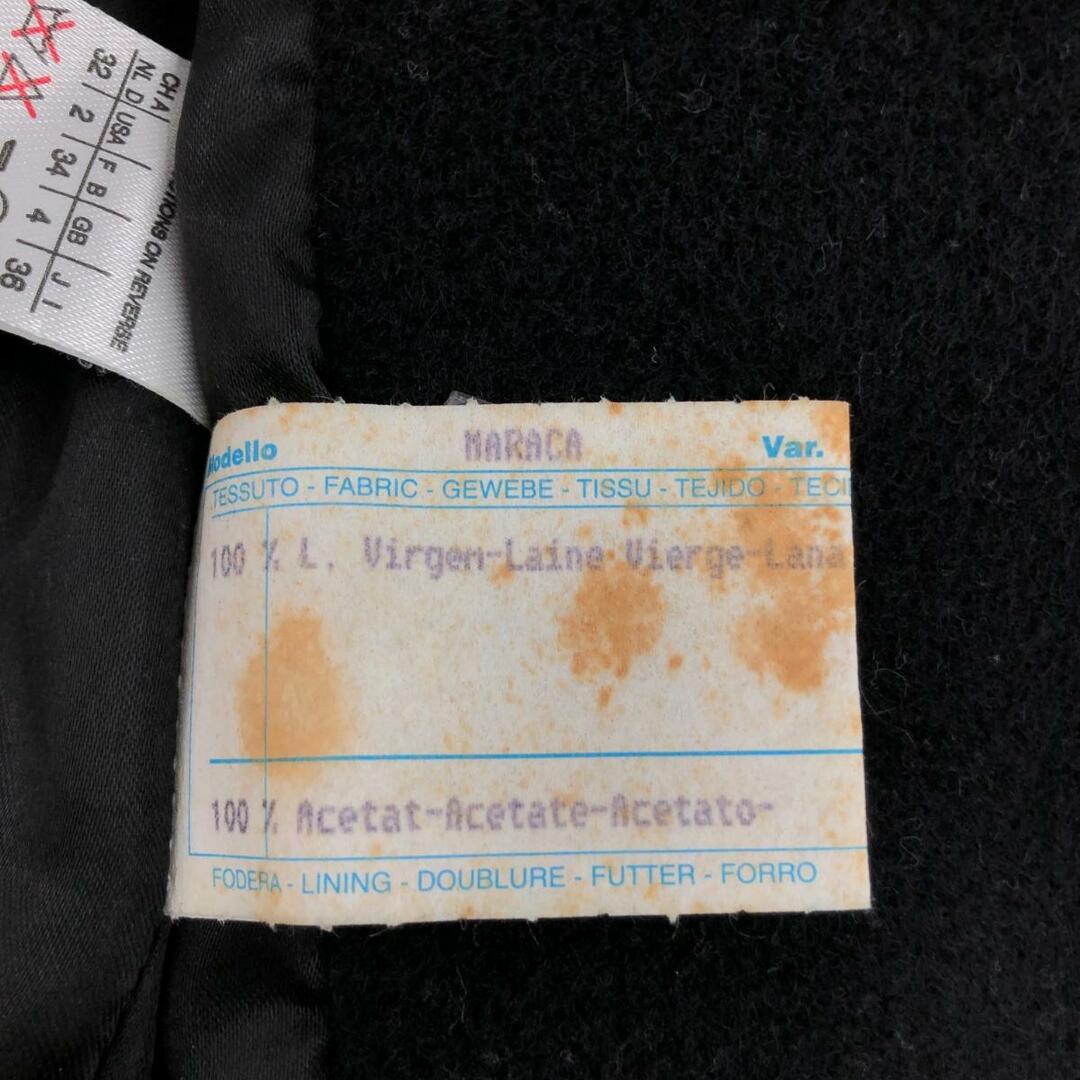 CH A
NL D | USA | F B | GB | J I
32 | 2 | 34 | 4 | 36
ON REVERSE
Modello MARACA Var.
TESSUTO - FABRIC - GEWEBE - TISSU - TEJIDO - TECI
100 % L. Virgen-Laine Vierge-Lana
100 % Acetat-Acetate-Acetato-
FODERA - LINING - DOUBLURE - FUTTER - FORRO